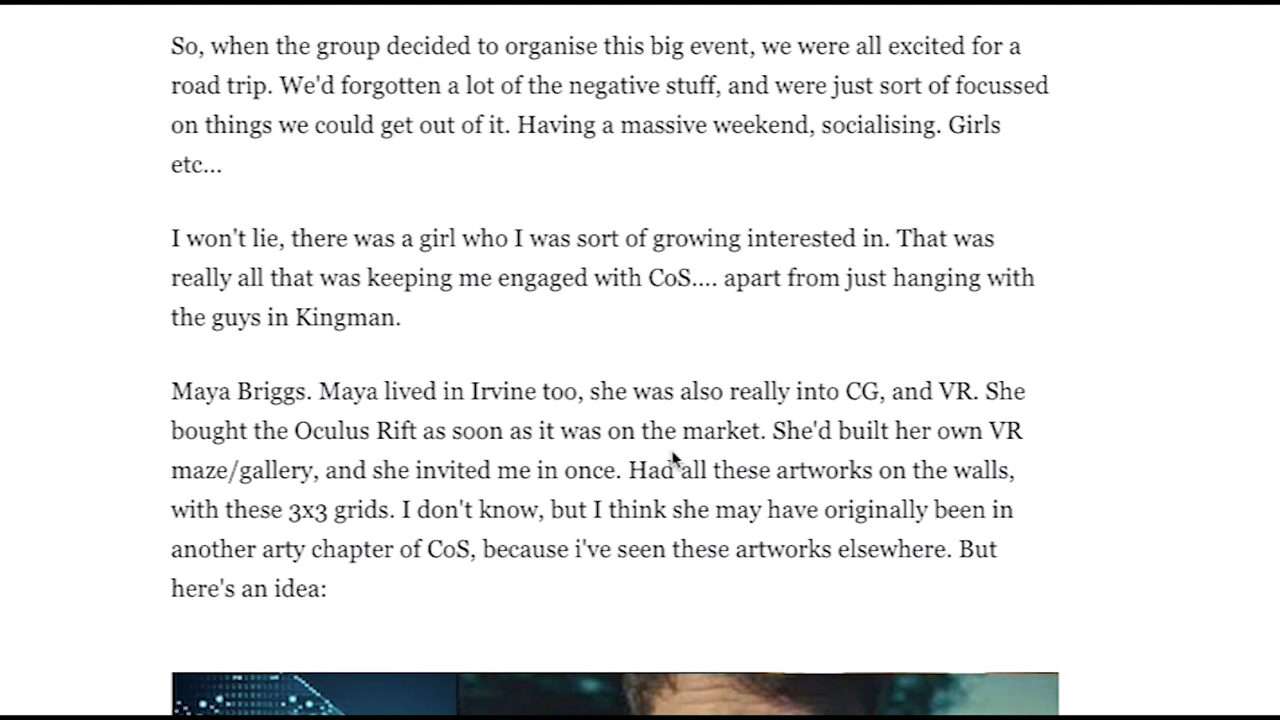 So, when the group decided to organise this big event, we were all excited for a
road trip. We'd forgotten a lot of the negative stuff, and were just sort of focussed
on things we could get out of it. Having a massive weekend, socialising. Girls
etc...
I won't lie, there was a girl who I was sort of growing interested in. That was
really all that was keeping me engaged with CoS.... apart from just hanging with
the guys in Kingman.
Maya Briggs. Maya lived in Irvine too, she was also really into CG, and VR. She
bought the Oculus Rift as soon as it was on the market. She'd built her own VR
maze/gallery, and she invited me in once. Had all these artworks on the walls,
with these 3x3 grids. I don't know, but I think she may have originally been in
another arty chapter of CoS, because i've seen these artworks elsewhere. But
here's an idea: